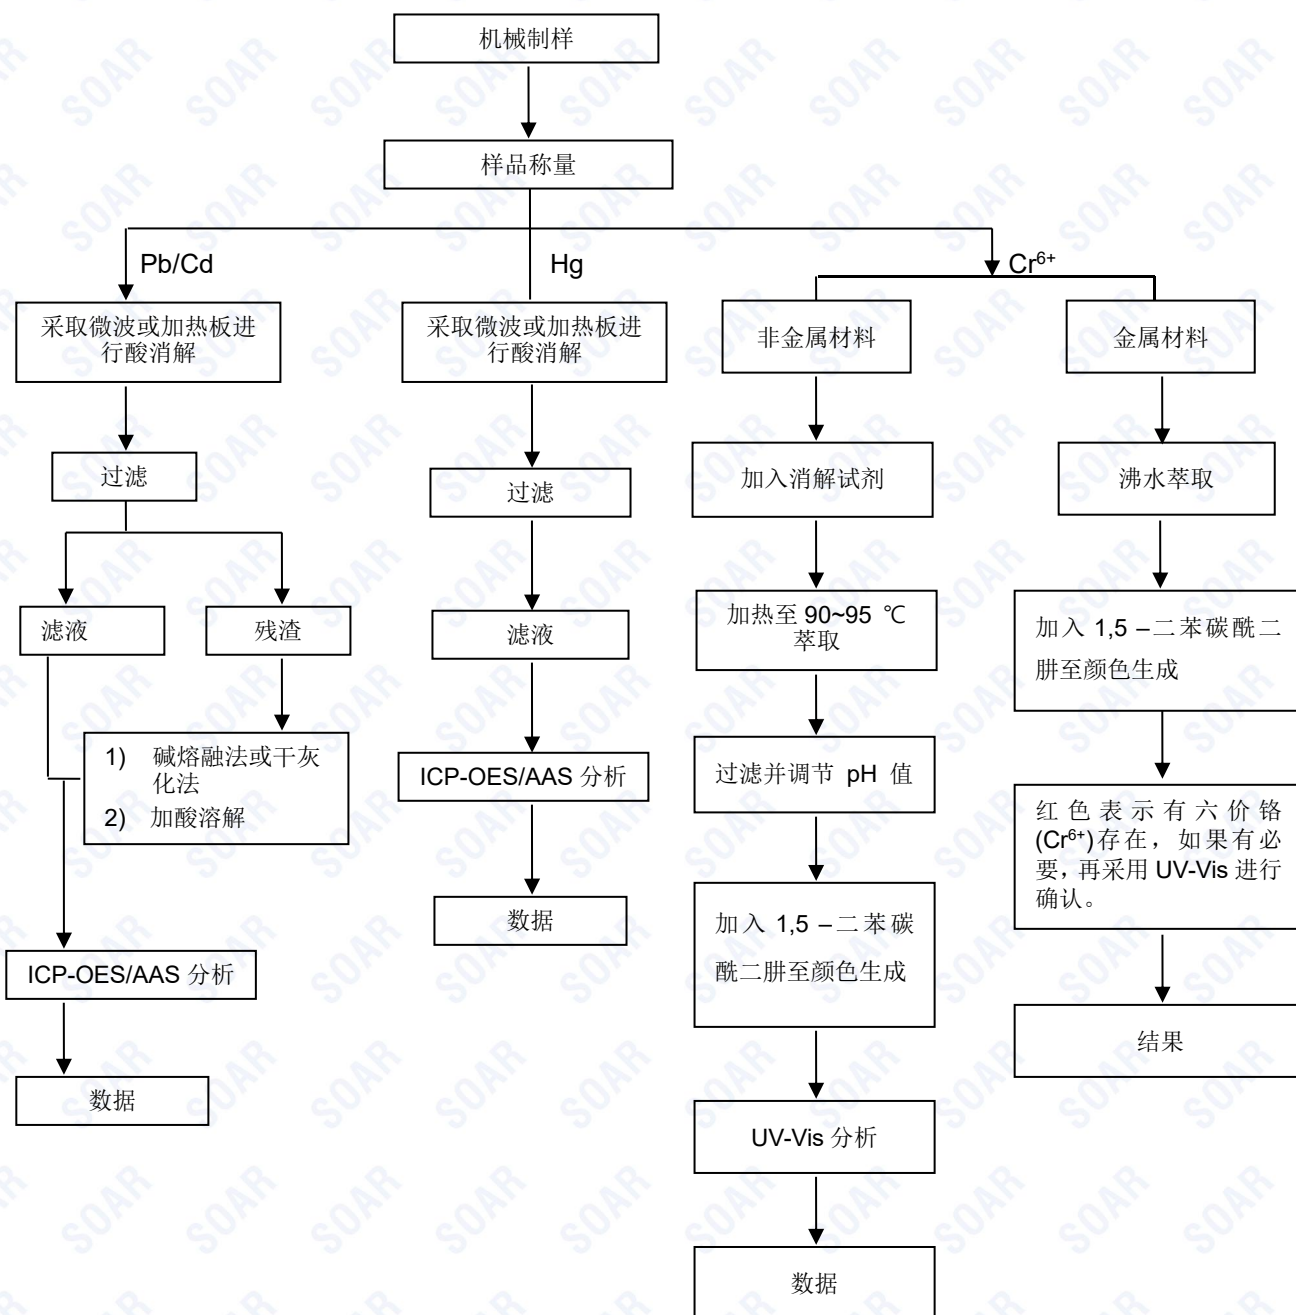 机械制样
样品称量
Pb/Cd
采取微波或加热板进
行酸消解
过滤
滤液
残渣
1) 碱熔融法或干灰
化法
2) 加酸溶解
ICP-OES/AAS 分析
数据
Hg
采取微波或加热板进
行酸消解
过滤
滤液
ICP-OES/AAS 分析
数据
Cr⁶⁺
非金属材料
加入消解试剂
加热至 90~95 ℃
萃取
过滤并调节 pH 值
加入 1,5 –二苯碳
酰二肼至颜色生成
UV-Vis 分析
数据
金属材料
沸水萃取
加入 1,5 –二苯碳酰二
肼至颜色生成
红色表示有六价铬
(Cr⁶⁺)存在，如果有必
要，再采用 UV-Vis 进行
确认。
结果
SOAR